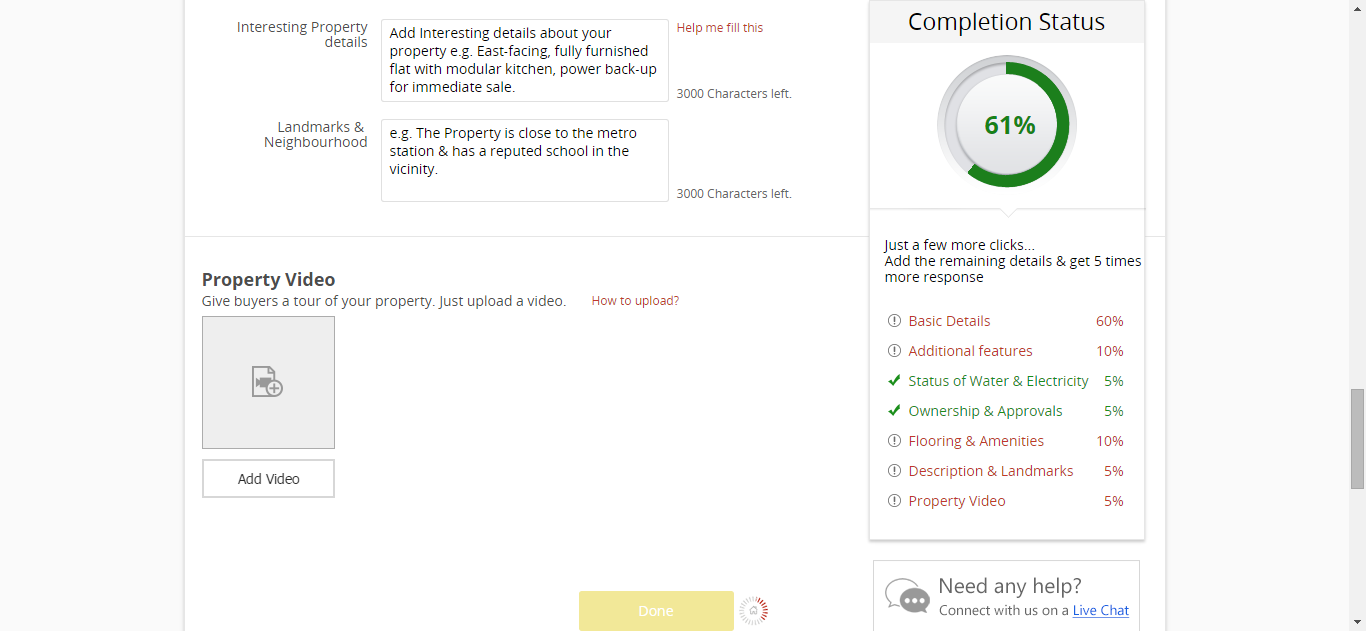 Interesting Property
details
Add Interesting details about your
property e.g. East-facing, fully furnished
flat with modular kitchen, power back-up
for immediate sale.
Help me fill this
3000 Characters left.
Landmarks &
Neighbourhood
e.g. The Property is close to the metro
station & has a reputed school in the
vicinity.
3000 Characters left.
Property Video
Give buyers a tour of your property. Just upload a video.
How to upload?
Add Video
Done
Completion Status
61%
Just a few more clicks...
Add the remaining details & get 5 times
more response
Basic Details 60%
Additional features 10%
Status of Water & Electricity 5%
Ownership & Approvals 5%
Flooring & Amenities 10%
Description & Landmarks 5%
Property Video 5%
Need any help?
Connect with us on a Live Chat